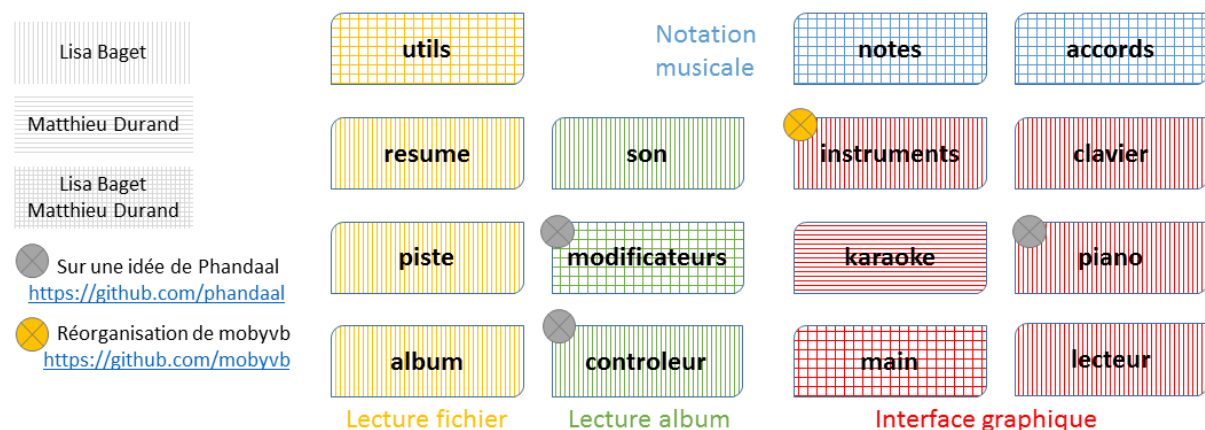 Lisa Baget
Matthieu Durand
Lisa Baget
Matthieu Durand
Sur une idée de Phandaal
https://github.com/phandaal
Réorganisation de mobyvb
https://github.com/mobyvb
utils
Notation
musicale
notes
accords
resume
son
instruments
clavier
piste
modificateurs
karaoke
piano
album
controleur
main
lecteur
Lecture fichier
Lecture album
Interface graphique